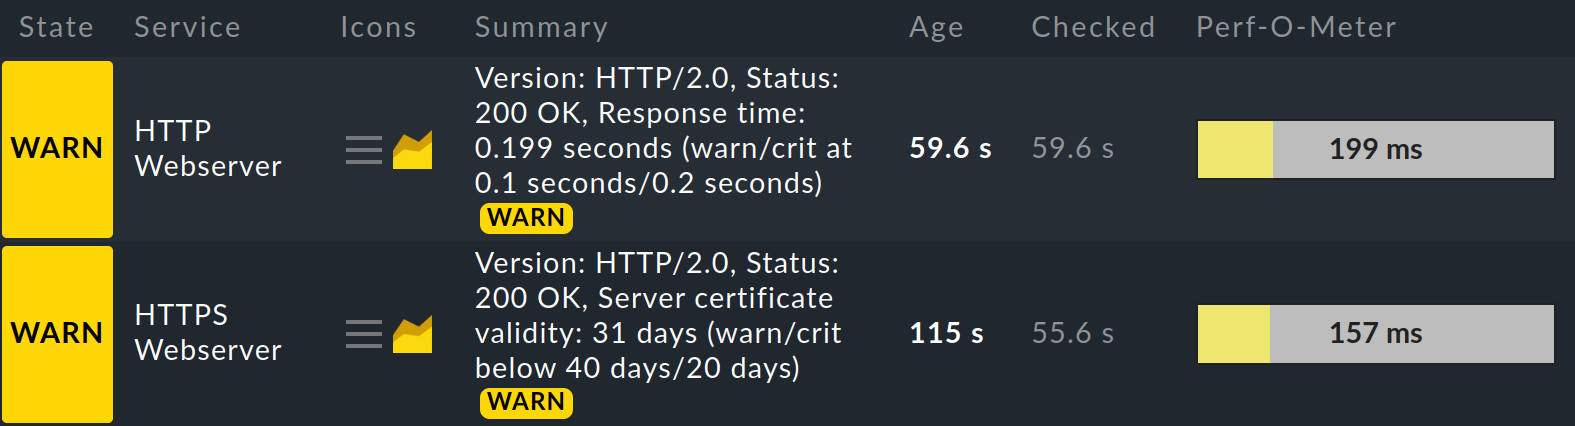 State Service Icons Summary Age Checked Perf-O-Meter
WARN
HTTP
Webserver
Version: HTTP/2.0, Status:
200 OK, Response time:
0.199 seconds (warn/crit at
0.1 seconds/0.2 seconds)
WARN
59.6 s
59.6 s
199 ms
WARN
HTTPS
Webserver
Version: HTTP/2.0, Status:
200 OK, Server certificate
validity: 31 days (warn/crit
below 40 days/20 days)
WARN
115 s
55.6 s
157 ms